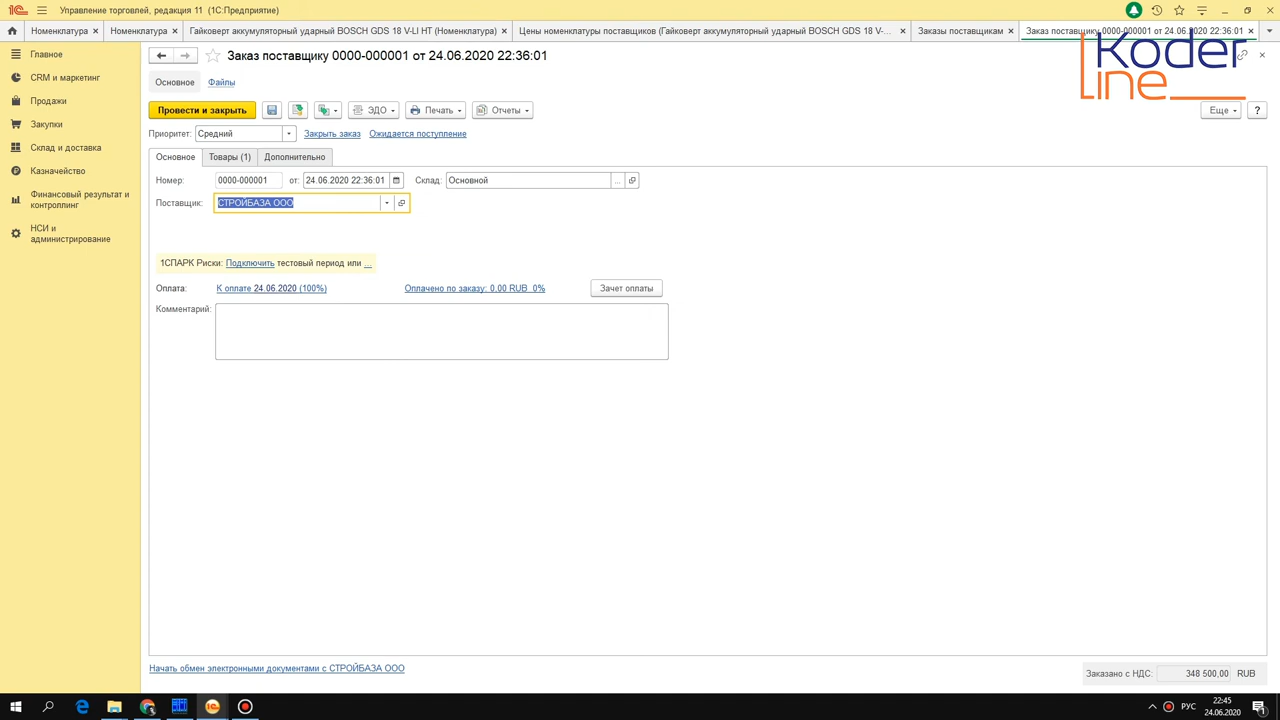 Управление торговлей, редакция 11 (1С:Предприятие)
Номенклатура
Номенклатура
Гайковерт аккумуляторный ударный BOSCH GDS 18 V-LI HT (Номенклатура)
Цены номенклатуры поставщиков (Гайковерт аккумуляторный ударный BOSCH GDS 18 V-...
Заказы поставщикам
Заказ поставщику 0000-000001 от 24.06.2020 22:36:01
Koder
line
Главное
CRM и маркетинг
Продажи
Закупки
Склад и доставка
Казначейство
Финансовый результат и
контроллинг
НСИ и
администрирование
Заказ поставщику 0000-000001 от 24.06.2020 22:36:01
Основное Файлы
Провести и закрыть ЭДО Печать Отчеты Еще ?
Приоритет: Средний Закрыть заказ Ожидается поступление
Основное Товары (1) Дополнительно
Номер: 0000-000001 от: 24.06.2020 22:36:01 Склад: Основной
Поставщик: СТРОЙБАЗА ООО
1СПАРК Риски: Подключить тестовый период или ...
Оплата: К оплате 24.06.2020 (100%) Оплачено по заказу: 0,00 RUB 0% Зачет оплаты
Комментарий:
Начать обмен электронными документами с СТРОЙБАЗА ООО
Заказано с НДС: 348 500,00 RUB
РУС
22:45
24.06.2020
1